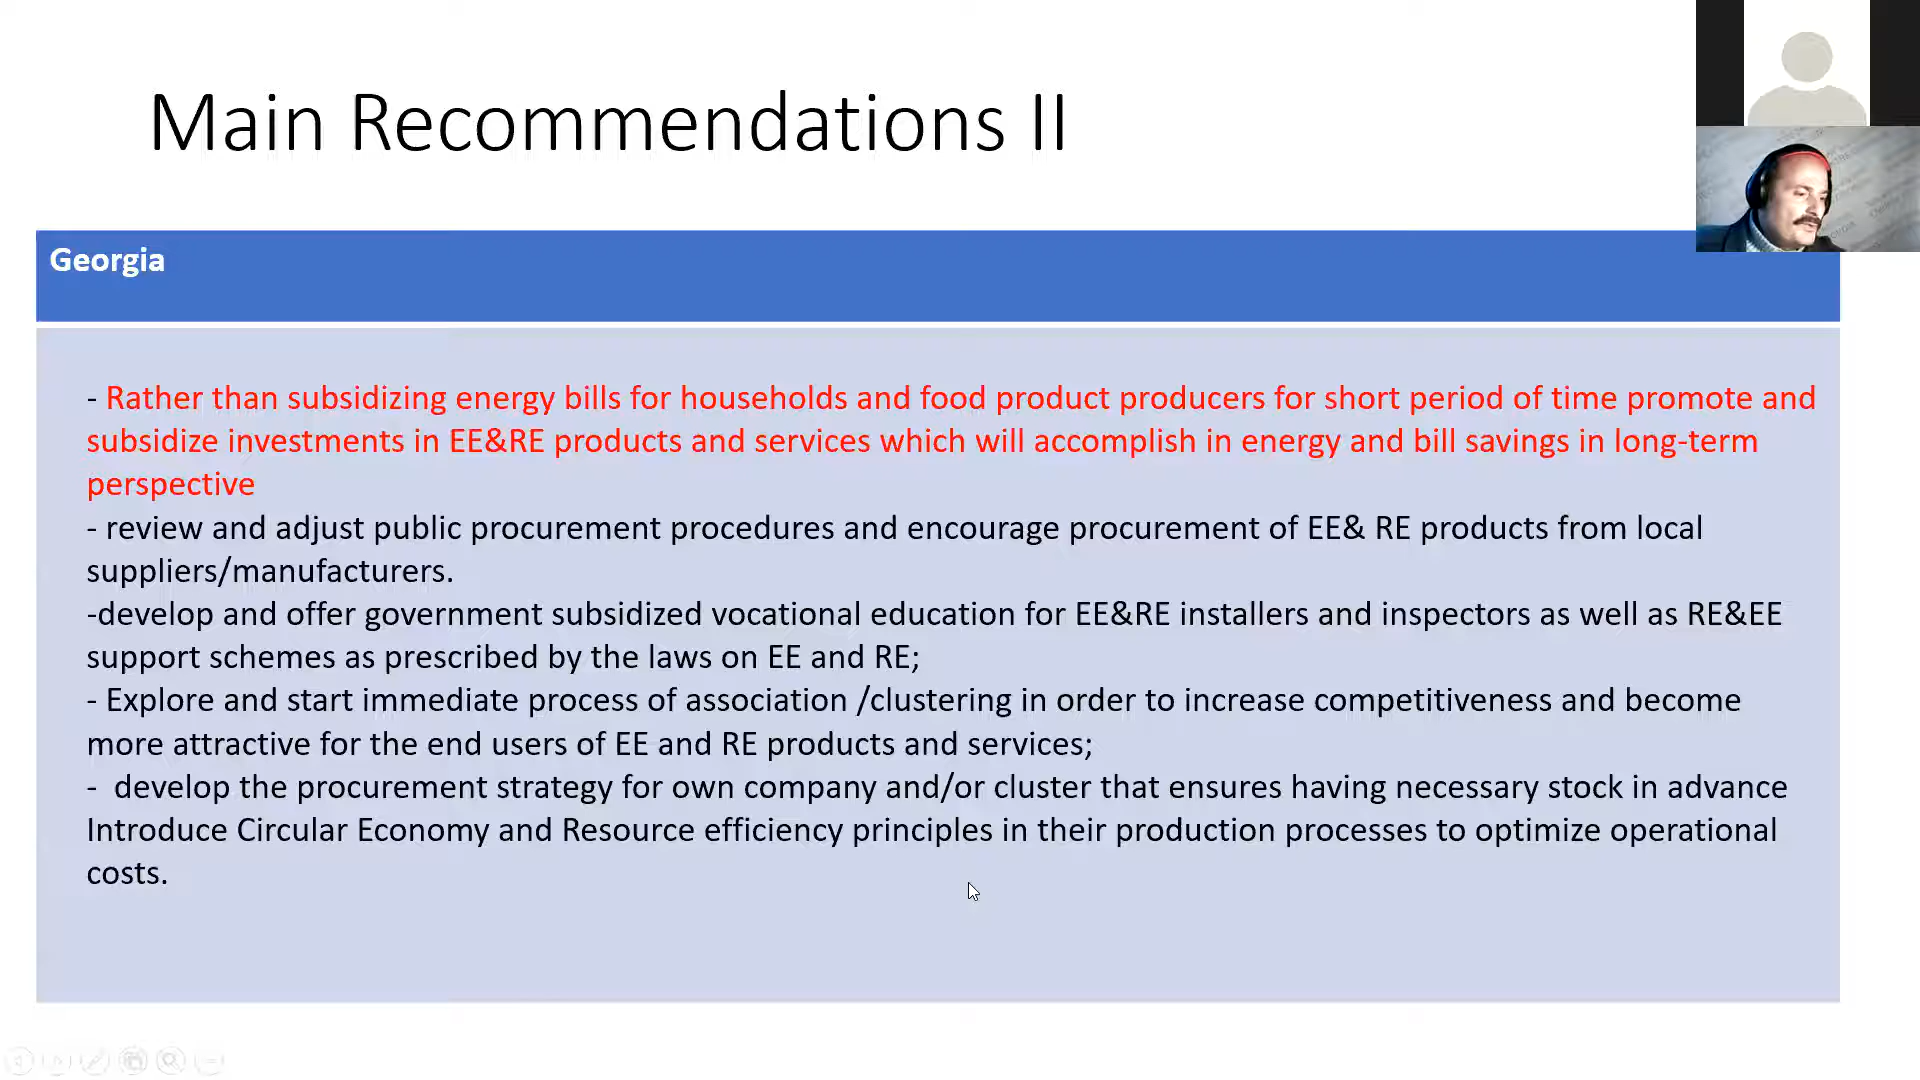 Main Recommendations II
Georgia
- Rather than subsidizing energy bills for households and food product producers for short period of time promote and
subsidize investments in EE&RE products and services which will accomplish in energy and bill savings in long-term
perspective
- review and adjust public procurement procedures and encourage procurement of EE& RE products from local
suppliers/manufacturers.
-develop and offer government subsidized vocational education for EE&RE installers and inspectors as well as RE&EE
support schemes as prescribed by the laws on EE and RE;
- Explore and start immediate process of association /clustering in order to increase competitiveness and become
more attractive for the end users of EE and RE products and services;
-  develop the procurement strategy for own company and/or cluster that ensures having necessary stock in advance
Introduce Circular Economy and Resource efficiency principles in their production processes to optimize operational
costs.